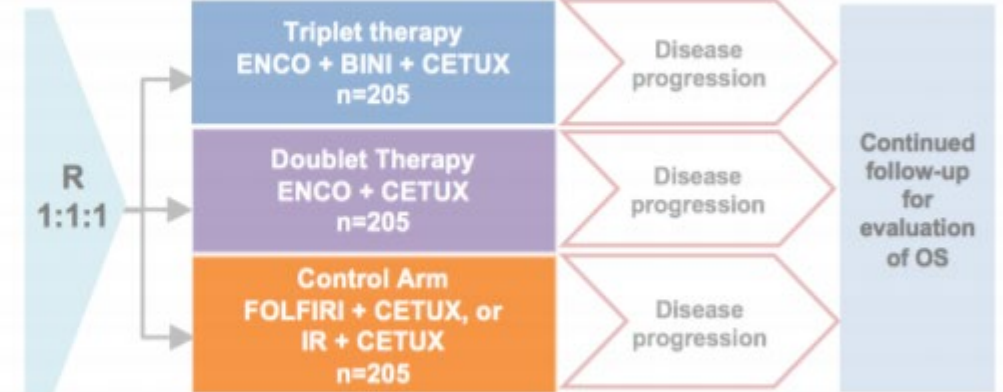 R
1:1:1
Triplet therapy
ENCO + BINI + CETUX
n=205
Disease
progression
Doublet Therapy
ENCO + CETUX
n=205
Disease
progression
Control Arm
FOLFIRI + CETUX, or
IR + CETUX
n=205
Disease
progression
Continued
follow-up
for
evaluation
of OS